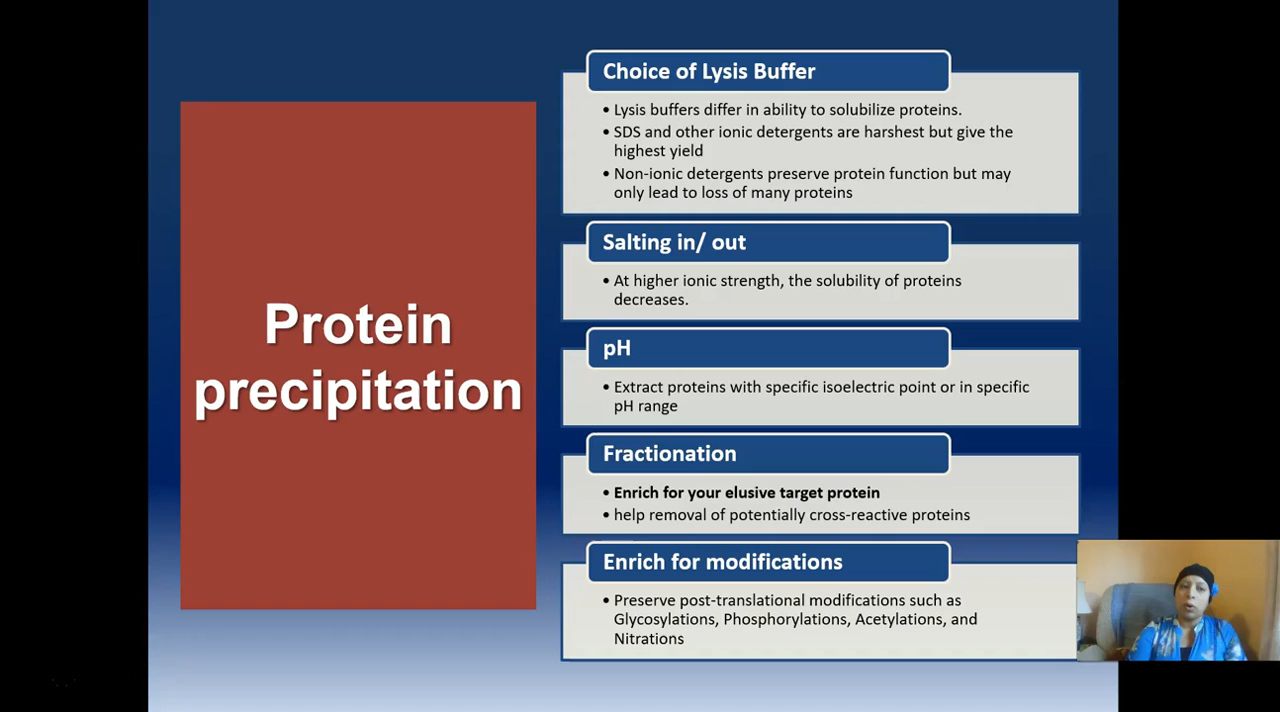 Protein
precipitation
Choice of Lysis Buffer
• Lysis buffers differ in ability to solubilize proteins.
• SDS and other ionic detergents are harshest but give the
highest yield
• Non-ionic detergents preserve protein function but may
only lead to loss of many proteins
Salting in/ out
• At higher ionic strength, the solubility of proteins
decreases.
pH
• Extract proteins with specific isoelectric point or in specific
pH range
Fractionation
• Enrich for your elusive target protein
• help removal of potentially cross-reactive proteins
Enrich for modifications
• Preserve post-translational modifications such as
Glycosylations, Phosphorylations, Acetylations, and
Nitrations